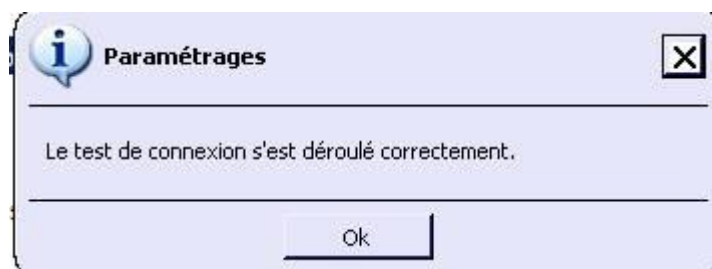 Paramétrages
Le test de connexion s'est déroulé correctement.
Ok